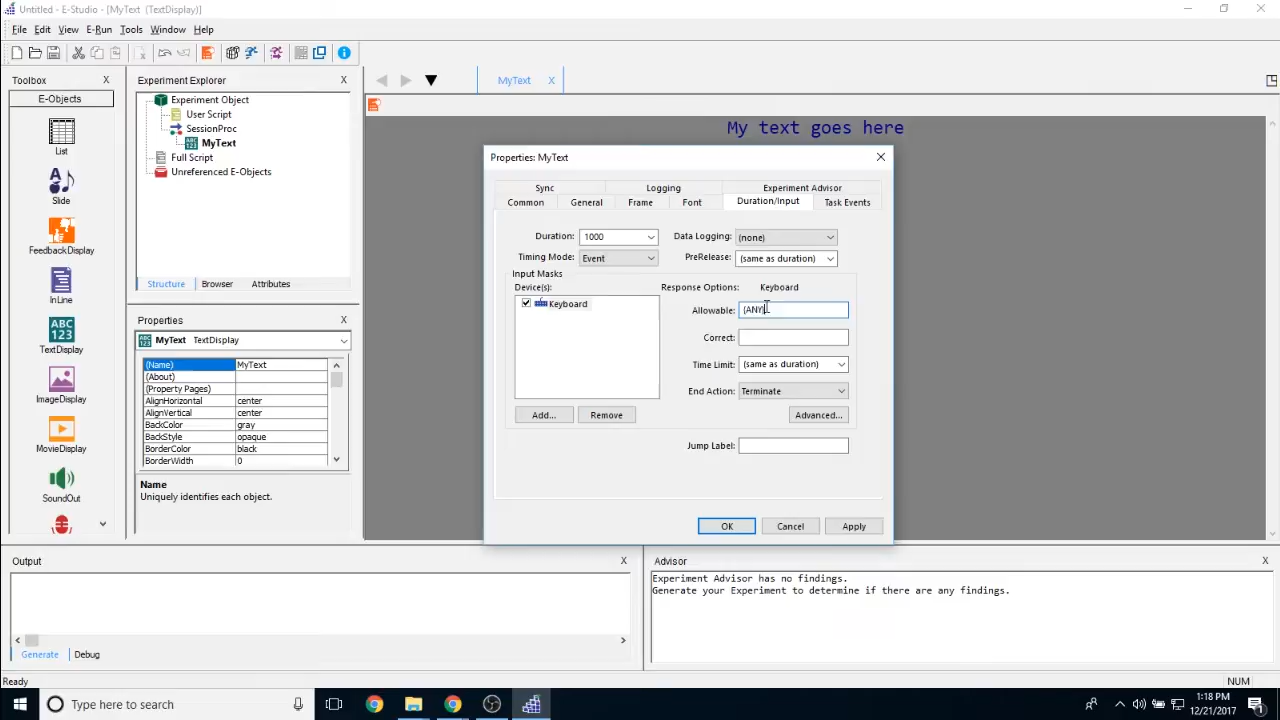 Untitled - E-Studio - [MyText (TextDisplay)]
File Edit View E-Run Tools Window Help
Toolbox X
E-Objects
List
Slide
FeedbackDisplay
InLine
ABC
TextDisplay
ImageDisplay
MovieDisplay
SoundOut
Experiment Explorer X
Experiment Object
User Script
SessionProc
MyText
Full Script
Unreferenced E-Objects
Structure Browser Attributes
Properties X
MyText TextDisplay
(Name) MyText
(About)
(Property Pages)
AlignHorizontal center
AlignVertical center
BackColor gray
BackStyle opaque
BorderColor black
BorderWidth 0
Name
Uniquely identifies each object.
MyText X
My text goes here
Properties: MyText
Sync Logging Experiment Advisor
Common General Frame Font Duration/Input Task Events
Duration: 1000 Data Logging: (none)
Timing Mode: Event PreRelease: (same as duration)
Input Masks
Device(s): Response Options: Keyboard
Keyboard
Allowable: {ANY}
Correct:
Time Limit: (same as duration)
End Action: Terminate
Add... Remove Advanced...
Jump Label:
OK Cancel Apply
Output X
Generate Debug
Advisor X
Experiment Advisor has no findings.
Generate your Experiment to determine if there are any findings.
Ready NUM
Type here to search
1:18 PM
12/21/2017